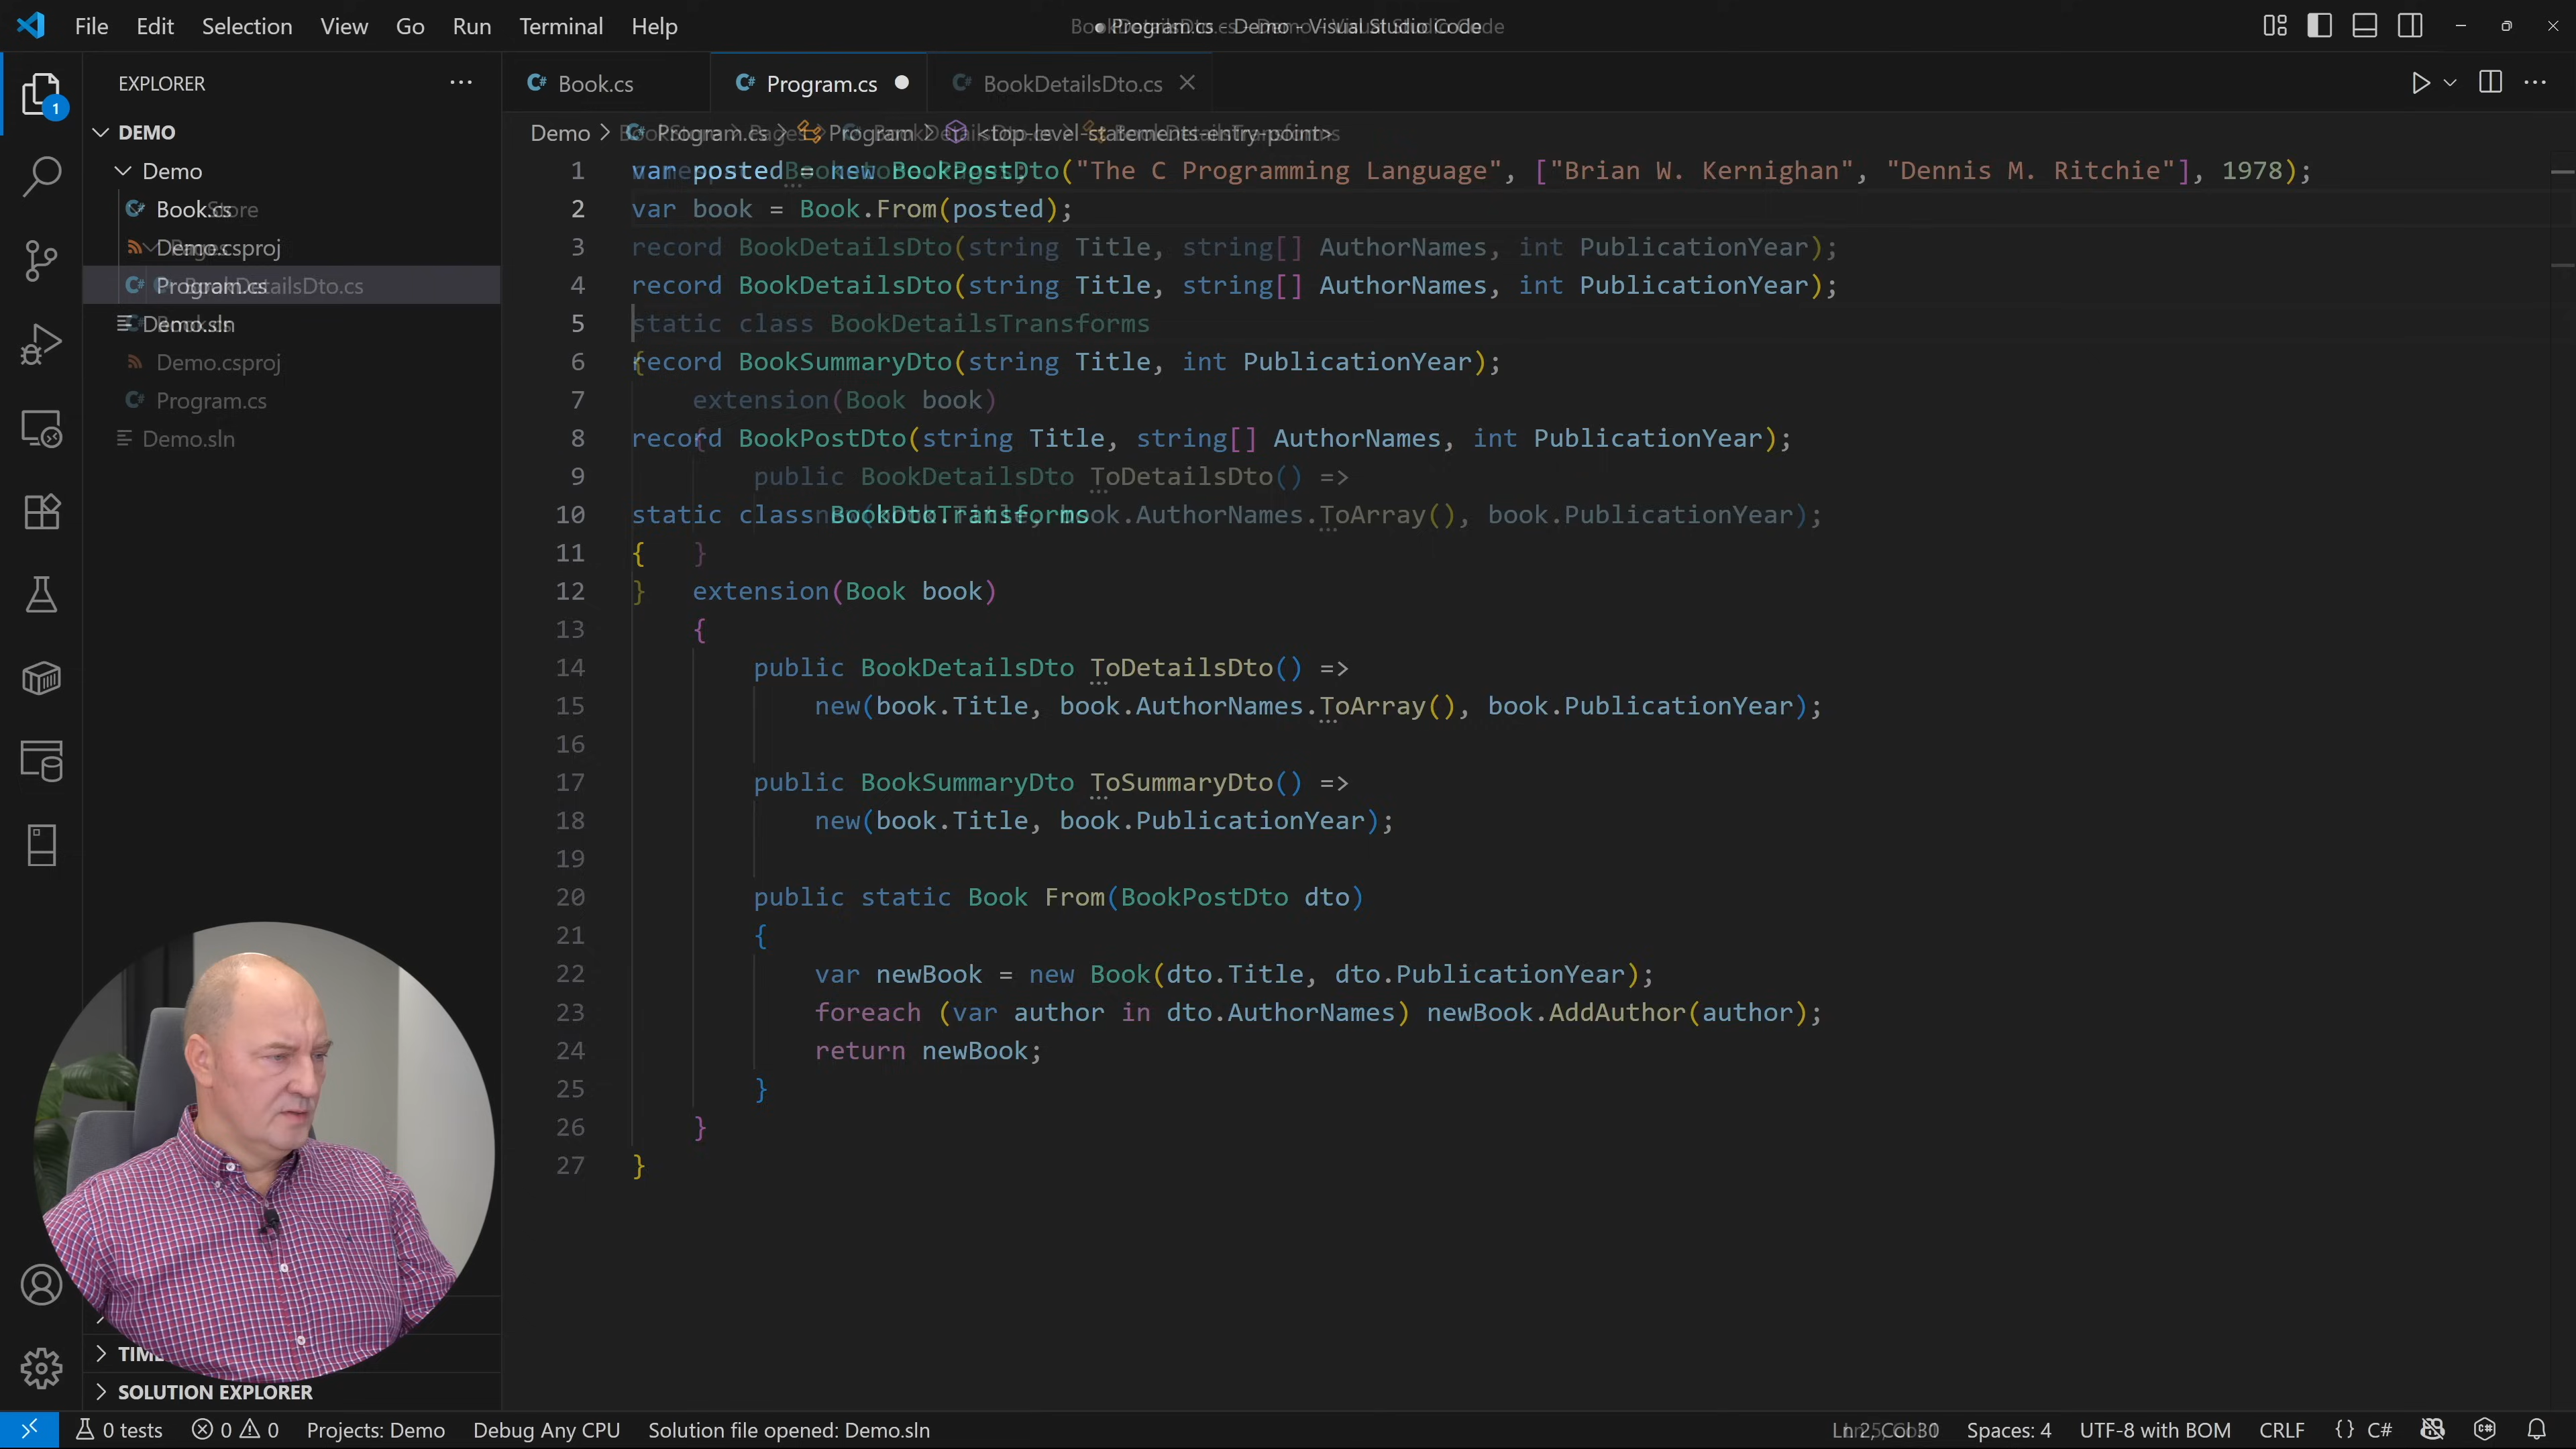 File Edit Selection View Go Run Terminal Help
Program.cs - Demo - Visual Studio Code
EXPLORER
Book.cs
Program.cs
BookDetailsDto.cs
DEMO
Demo
Book.cs
Demo.csproj
Program.cs
BookDetailsDto.cs
Demo.sln
Demo.csproj
Program.cs
Demo.sln
Demo > Program.cs > Program > <top-level-statements-entry-point>
1 var posted = new BookPostDto("The C Programming Language", ["Brian W. Kernighan", "Dennis M. Ritchie"], 1978);
2 var book = Book.From(posted);
3 record BookDetailsDto(string Title, string[] AuthorNames, int PublicationYear);
4 record BookDetailsDto(string Title, string[] AuthorNames, int PublicationYear);
5 static class BookDetailsTransforms
6 record BookSummaryDto(string Title, int PublicationYear);
7 extension(Book book)
8 record BookPostDto(string Title, string[] AuthorNames, int PublicationYear);
9 public BookDetailsDto ToDetailsDto() =>
10 static class BookDtoTransforms book.AuthorNames.ToArray(), book.PublicationYear);
11 { }
12 } extension(Book book)
13 {
14 public BookDetailsDto ToDetailsDto() =>
15 new(book.Title, book.AuthorNames.ToArray(), book.PublicationYear);
16
17 public BookSummaryDto ToSummaryDto() =>
18 new(book.Title, book.PublicationYear);
19
20 public static Book From(BookPostDto dto)
21 {
22 var newBook = new Book(dto.Title, dto.PublicationYear);
23 foreach (var author in dto.AuthorNames) newBook.AddAuthor(author);
24 return newBook;
25 }
26 }
27 }
SOLUTION EXPLORER
0 tests 0 0 Projects: Demo Debug Any CPU Solution file opened: Demo.sln Spaces: 4 UTF-8 with BOM CRLF {} C#
1